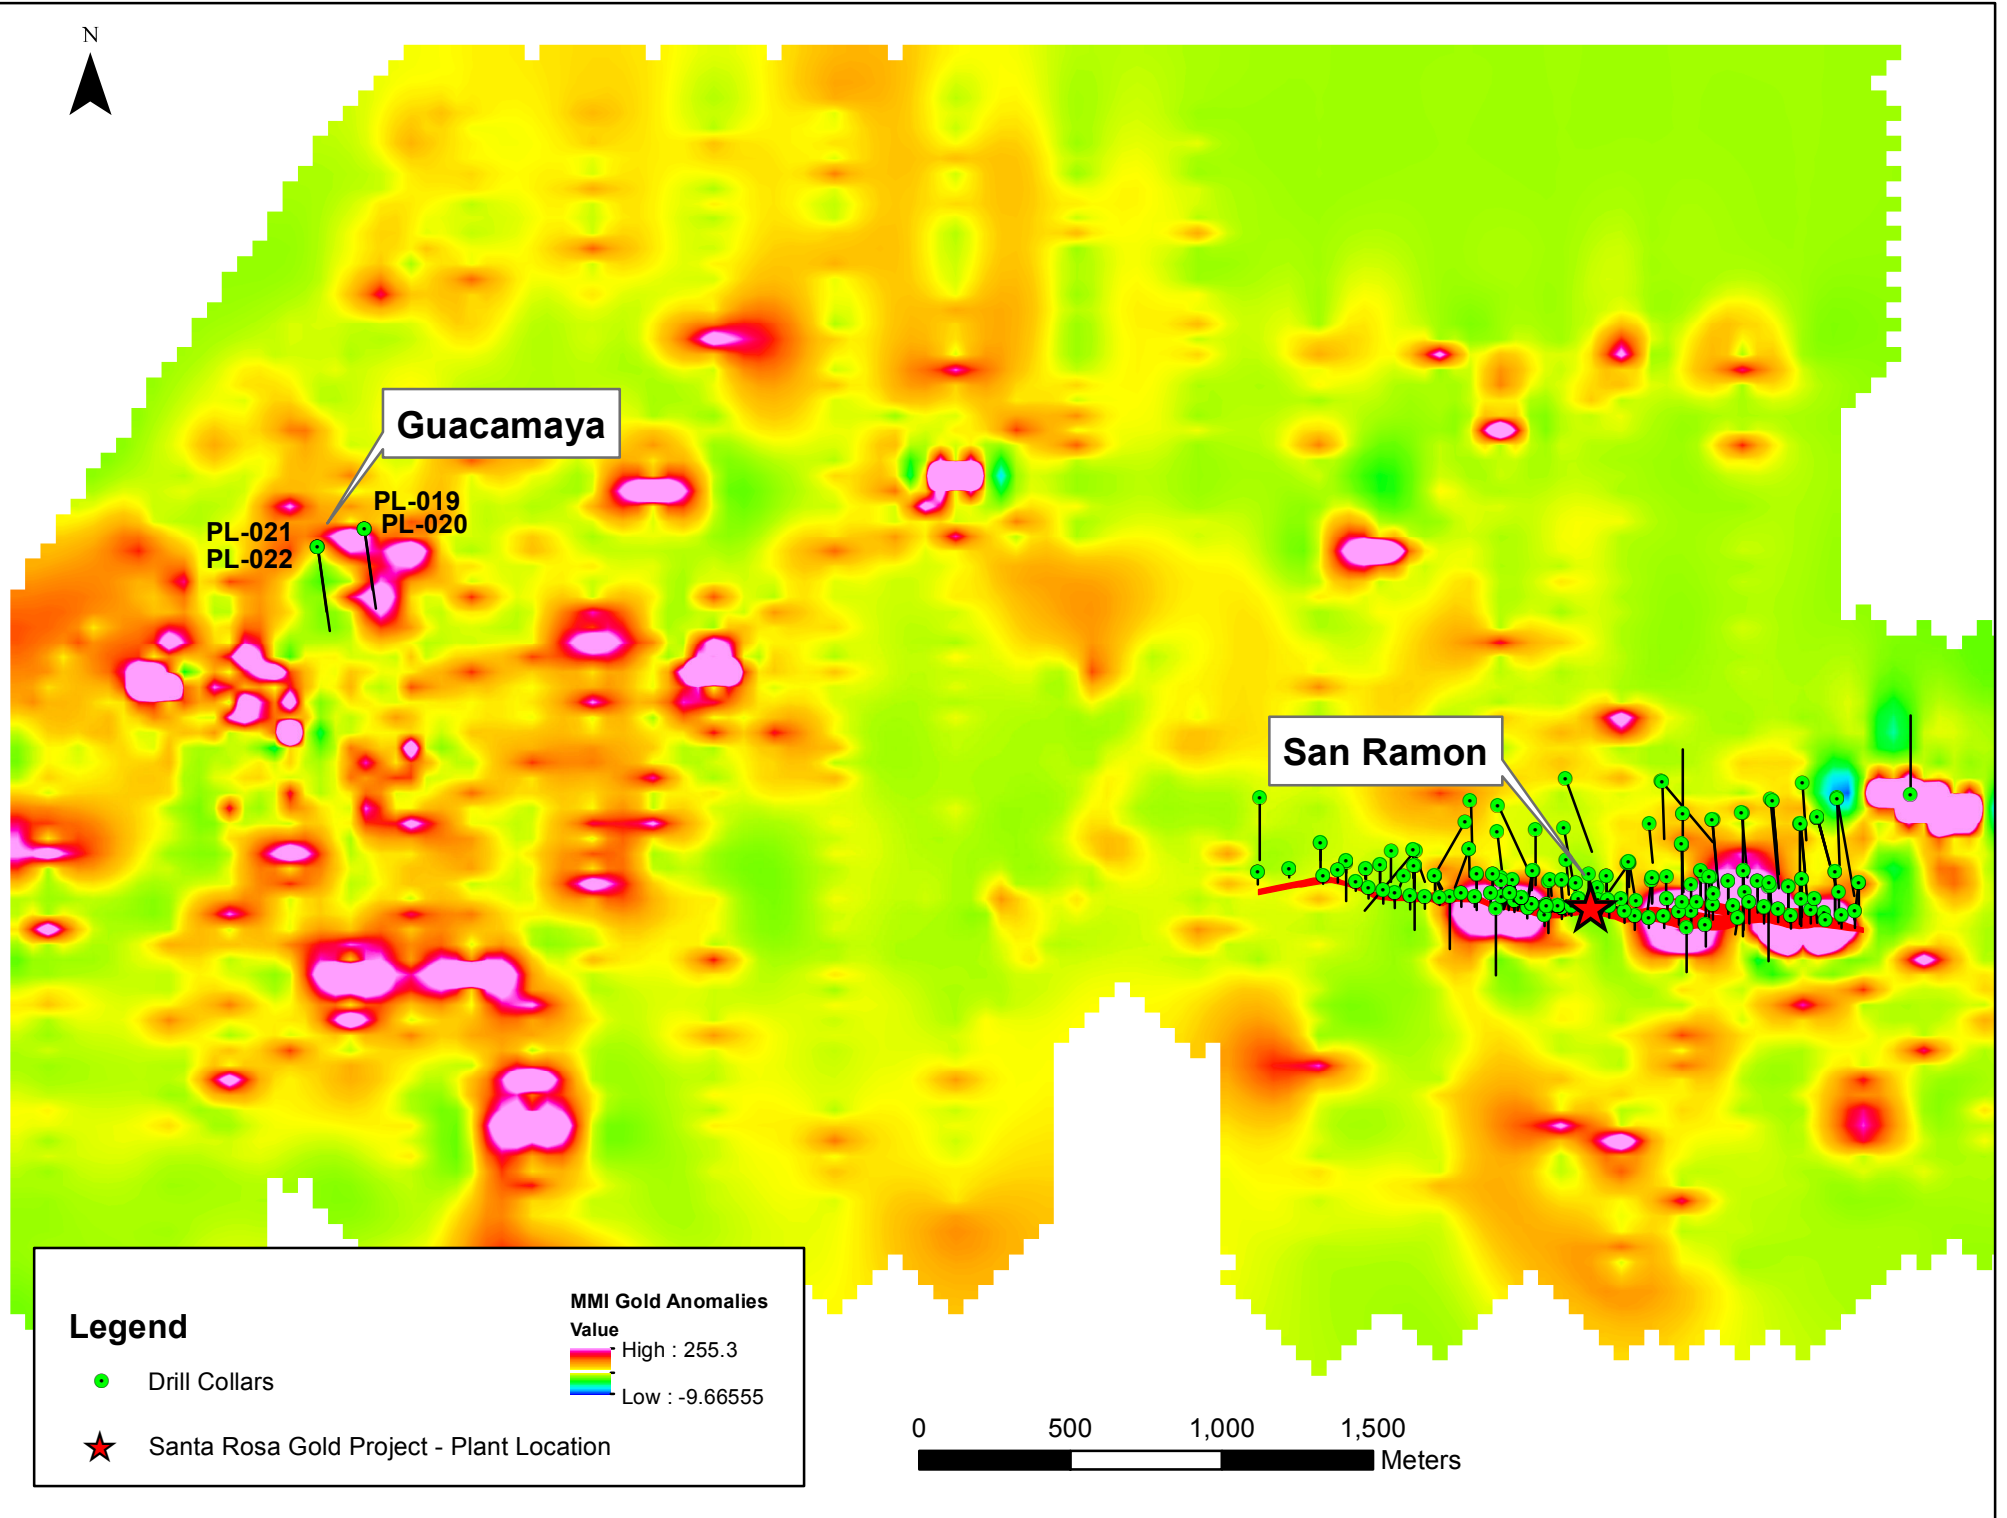 N
Guacamaya
PL-019
PL-020
PL-021
PL-022
San Ramon
Legend
Drill Collars
Santa Rosa Gold Project - Plant Location
MMI Gold Anomalies
Value
High : 255.3
Low : -9.66555
0 500 1,000 1,500
Meters